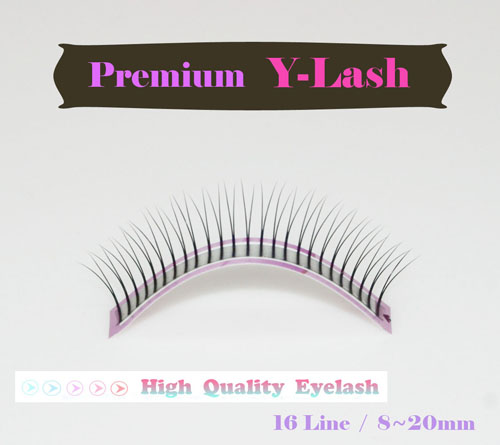 Premium Y-Lash
High Quality Eyelash
16 Line / 8~20mm